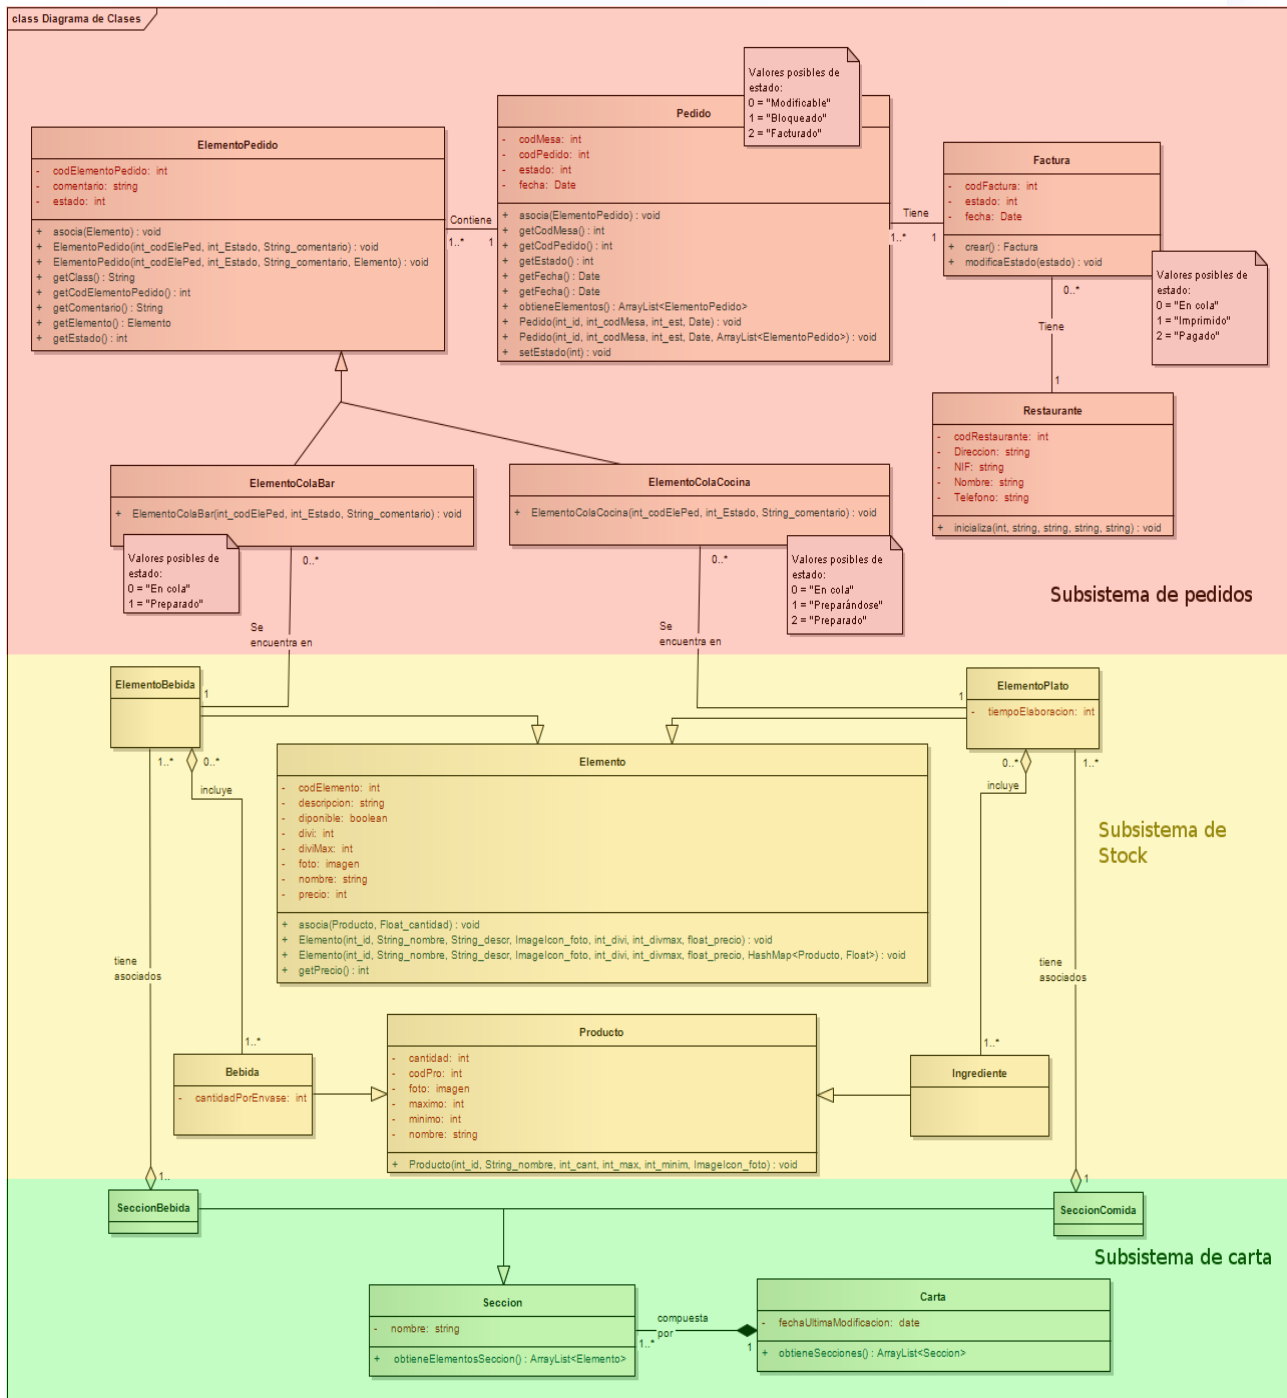 class Diagrama de Clases
Valores posibles de
estado:
0 = "Modificable"
1 = "Bloqueado"
2 = "Facturado"
Pedido
- codMesa: int
- codPedido: int
- estado: int
- fecha: Date
+ asocia(ElementoPedido) : void
+ getCodMesa() : int
+ getCodPedido() : int
+ getEstado() : int
+ getFecha() : Date
+ getFecha() : Date
+ obtieneElementos() : ArrayList<ElementoPedido>
+ Pedido(int_id, int_codMesa, int_est, Date) : void
+ Pedido(int_id, int_codMesa, int_est, Date, ArrayList<ElementoPedido>) : void
+ setEstado(int) : void
ElementoPedido
- codElementoPedido: int
- comentario: string
- estado: int
+ asocia(Elemento) : void
+ ElementoPedido(int_codElePed, int_Estado, String_comentario) : void
+ ElementoPedido(int_codElePed, int_Estado, String_comentario, Elemento) : void
+ getClass() : String
+ getCodElementoPedido() : int
+ getComentario() : String
+ getElemento() : Elemento
+ getEstado() : int
Contiene
1..*
1
Tiene
1..*
1
Factura
- codFactura: int
- estado: int
- fecha: Date
+ crear() : Factura
+ modificaEstado(estado) : void
Valores posibles de
estado:
0 = "En cola"
1 = "Imprimido"
2 = "Pagado"
0..*
Tiene
1
Restaurante
- codRestaurante: int
- Direccion: string
- NIF: string
- Nombre: string
- Telefono: string
+ inicializa(int, string, string, string, string) : void
ElementoColaBar
+ ElementoColaBar(int_codElePed, int_Estado, String_comentario) : void
Valores posibles de
estado:
0 = "En cola"
1 = "Preparado"
0..*
ElementoColaCocina
+ ElementoColaCocina(int_codElePed, int_Estado, String_comentario) : void
0..*
Valores posibles de
estado:
0 = "En cola"
1 = "Preparándose"
2 = "Preparado"
Subsistema de pedidos
Se
encuentra en
Se
encuentra en
ElementoBebida
1
1..*
0..*
incluye
1
ElementoPlato
- tiempoElaboracion: int
0..*
1..*
incluye
Elemento
- codElemento: int
- descripcion: string
- diponible: boolean
- divi: int
- diviMax: int
- foto: imagen
- nombre: string
- precio: int
+ asocia(Producto, Float_cantidad) : void
+ Elemento(int_id, String_nombre, String_descr, ImageIcon_foto, int_divi, int_divmax, float_precio) : void
+ Elemento(int_id, String_nombre, String_descr, ImageIcon_foto, int_divi, int_divmax, float_precio, HashMap<Producto, Float>) : void
+ getPrecio() : int
Subsistema de
Stock
tiene
asociados
tiene
asociados
1..*
Bebida
- cantidadPorEnvase: int
Producto
- cantidad: int
- codPro: int
- foto: imagen
- maximo: int
- minimo: int
- nombre: string
+ Producto(int_id, String_nombre, int_cant, int_max, int_minim, ImageIcon_foto) : void
1..*
Ingrediente
1..
1
SeccionBebida
SeccionComida
Subsistema de carta
Seccion
- nombre: string
+ obtieneElementosSeccion() : ArrayList<Elemento>
compuesta
por
1..*
1
Carta
- fechaUltimaModificacion: date
+ obtieneSecciones() : ArrayList<Seccion>